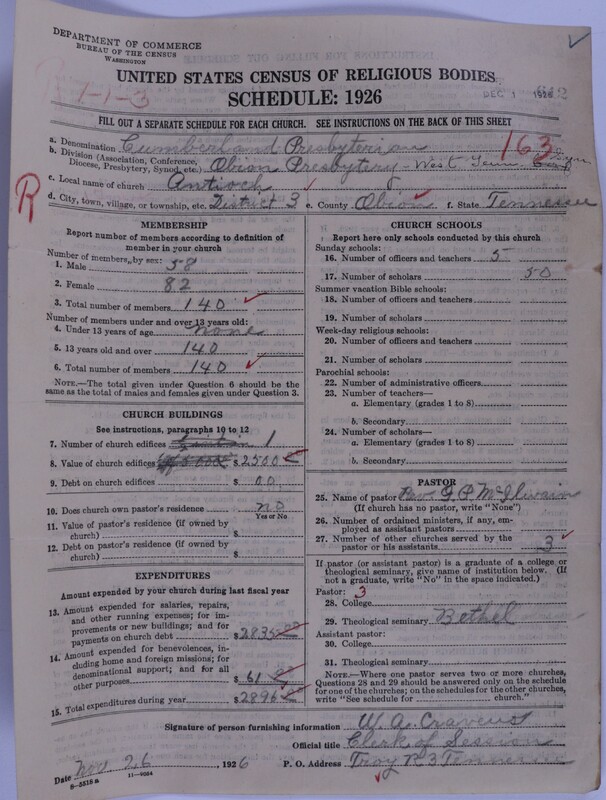 DEPARTMENT OF COMMERCE
BUREAU OF THE CENSUS
WASHINGTON
7-1-3
UNITED STATES CENSUS OF RELIGIOUS BODIES
DEC 1 1926
SCHEDULE: 1926
FILL OUT A SEPARATE SCHEDULE FOR EACH CHURCH. SEE INSTRUCTIONS ON THE BACK OF THIS SHEET
163
a. Denomination Cumberland Presbyterian
b. Division (Association, Conference, Diocese, Presbytery, Synod, etc.) Obion Presbytery - West Tenn
c. Local name of church Antioch
R
d. City, town, village, or township, etc. District 3 e. County Obion f. State Tennessee
MEMBERSHIP
Report number of members according to definition of
member in your church
Number of members, by sex:
1. Male 58
2. Female 82
3. Total number of members 140
Number of members under and over 13 years old:
4. Under 13 years of age none
5. 13 years old and over 140
6. Total number of members 140
NOTE.—The total given under Question 6 should be
the same as the total of males and females given under Question 3.
CHURCH BUILDINGS
See instructions, paragraphs 10 to 12
7. Number of church edifices 1
8. Value of church edifices $ 2500
9. Debt on church edifices $ 00
10. Does church own pastor's residence no
Yes or No
11. Value of pastor's residence (if owned by
church) $
12. Debt on pastor's residence (if owned by
church) $
EXPENDITURES
Amount expended by your church during last fiscal year
13. Amount expended for salaries, repairs,
and other running expenses; for im-
provements or new buildings; and for
payments on church debt $ 2835
14. Amount expended for benevolences, in-
cluding home and foreign missions; for
denominational support; and for all
other purposes $ 61
15. Total expenditures during year $ 2896
CHURCH SCHOOLS
Report here only schools conducted by this church
Sunday schools:
16. Number of officers and teachers 5
17. Number of scholars 50
Summer vacation Bible schools:
18. Number of officers and teachers
19. Number of scholars
Week-day religious schools:
20. Number of officers and teachers
21. Number of scholars
Parochial schools:
22. Number of administrative officers
23. Number of teachers—
a. Elementary (grades 1 to 8)
b. Secondary
24. Number of scholars—
a. Elementary (grades 1 to 8)
b. Secondary
PASTOR
25. Name of pastor Rev. G. P. McIlwain
(If church has no pastor, write "None")
26. Number of ordained ministers, if any, em-
ployed as assistant pastors
27. Number of other churches served by the
pastor or his assistants 3
If pastor (or assistant pastor) is a graduate of a college or
theological seminary, give name of institution below. (If
not a graduate, write "No" in the space indicated.)
Pastor: 3
28. College
29. Theological seminary Bethel
Assistant pastor:
30. College
31. Theological seminary
NOTE.—Where one pastor serves two or more churches,
Questions 28 and 29 should be answered only on the schedule
for one of the churches; on the schedules for the other churches,
write "See schedule for church."
Signature of person furnishing information W. A. Cravens
Official title Clerk of Session
Date Nov 26, 1926 P. O. Address Troy R 3 Tennessee
8-5518 a 11-9084